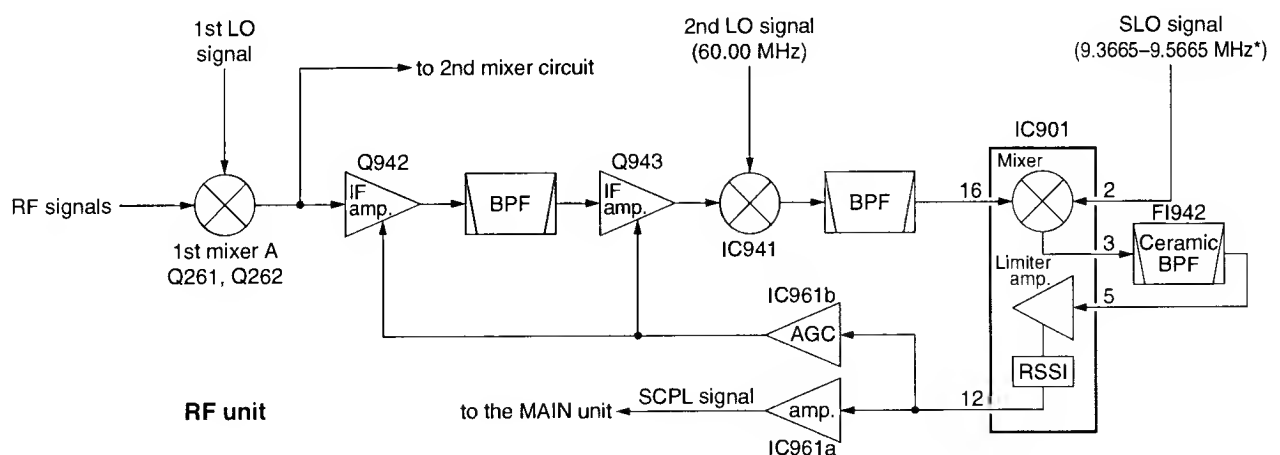 1st LO
signal
to 2nd mixer circuit
2nd LO signal
(60.00 MHz)
SLO signal
(9.3665–9.5665 MHz*)
IC901
RF signals
1st mixer A
Q261, Q262
Q942
IF
amp.
BPF
Q943
IF
amp.
IC941
BPF
16
Mixer
2
3
FI942
Ceramic
BPF
Limiter
amp.
5
RSSI
12
IC961b
AGC
SCPL signal
to the MAIN unit
amp.
IC961a
RF unit